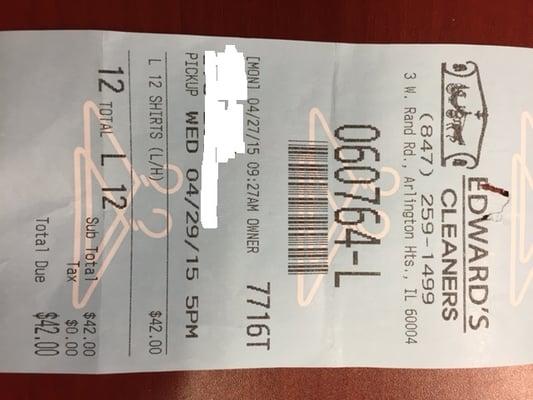 EDWARD'S
CLEANERS
(847) 259-1499
3 W. Rand Rd., Arlington Hts., IL 60004
060764-L
7716T
[MON] 04/27/15 09:27AM OWNER
PICKUP WED 04/29/15 5PM
L 12 SHIRTS (L/H) $42.00
12 TOTAL L 12
Sub Total $42.00
Tax $0.00
Total Due $42.00